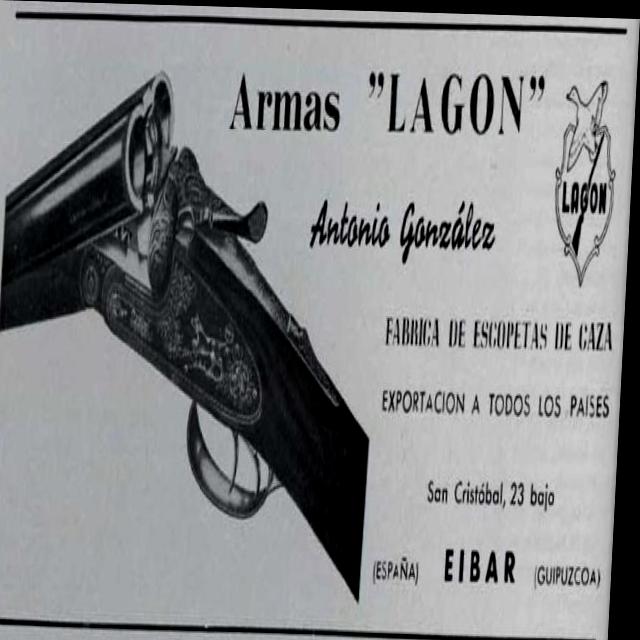 Armas "LAGON"
LAGON
Antonio González
FABRICA DE ESCOPETAS DE CAZA
EXPORTACION A TODOS LOS PAISES
San Cristóbal, 23 bajo
(ESPAÑA) EIBAR (GUIPUZCOA)